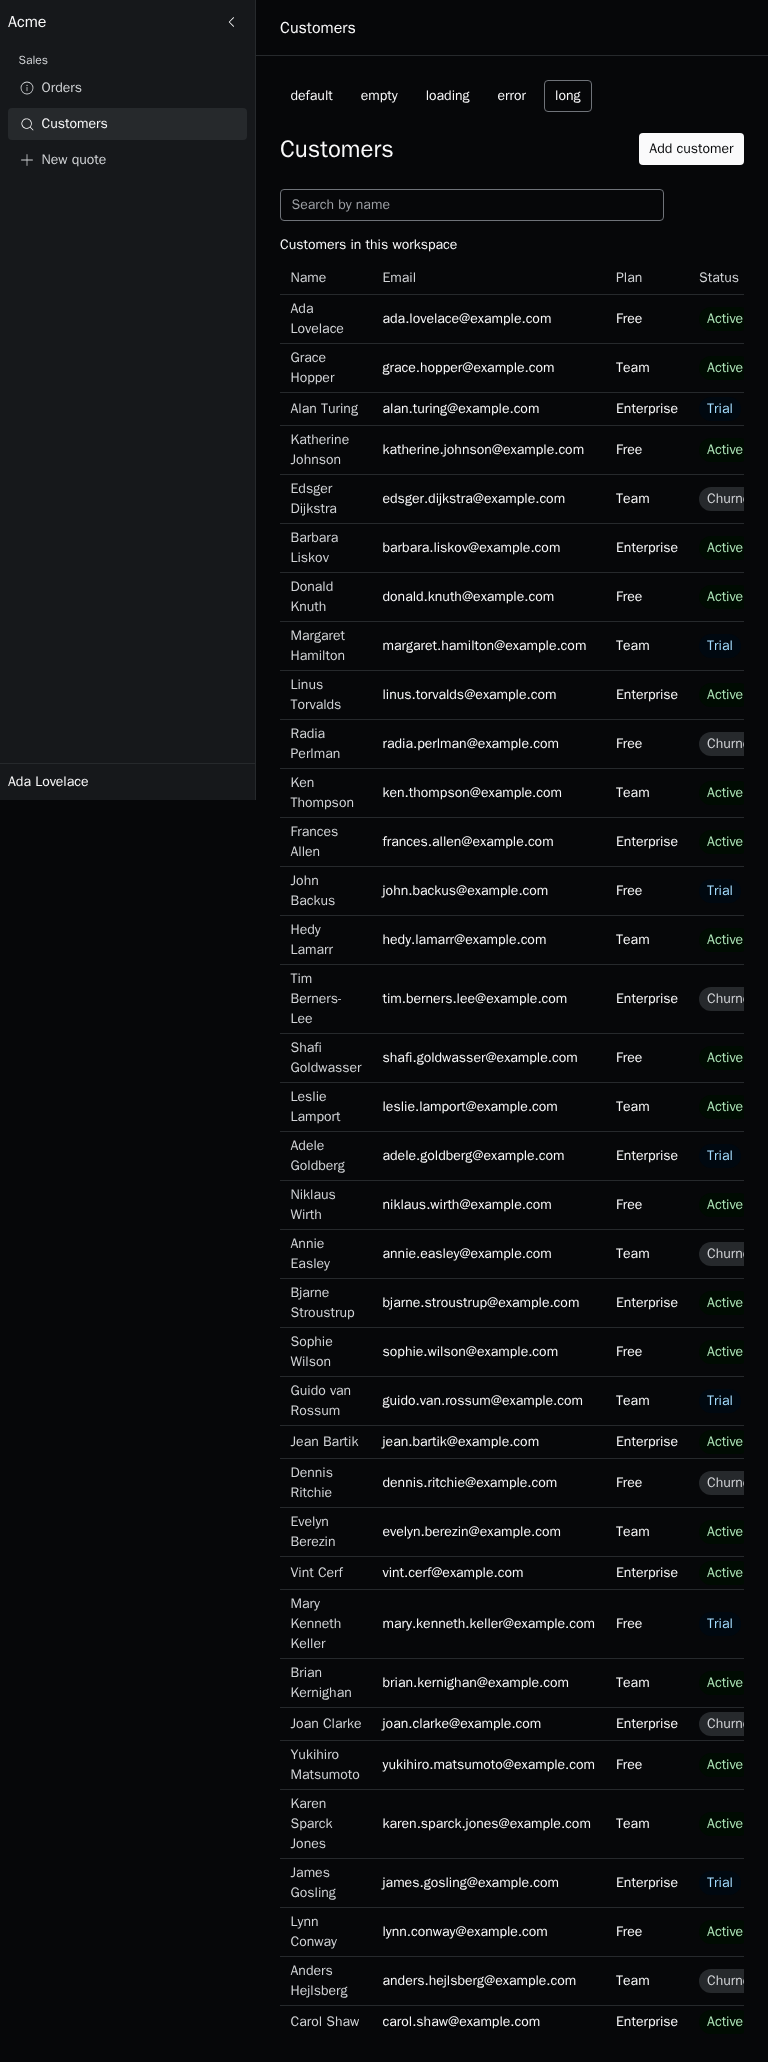 Acme
Sales
Orders
Customers
New quote
Ada Lovelace
Customers
default empty loading error long
Customers
Add customer
Search by name
Customers in this workspace
Name Email Plan Status
Ada Lovelace ada.lovelace@example.com Free Active
Grace Hopper grace.hopper@example.com Team Active
Alan Turing alan.turing@example.com Enterprise Trial
Katherine Johnson katherine.johnson@example.com Free Active
Edsger Dijkstra edsger.dijkstra@example.com Team Churn
Barbara Liskov barbara.liskov@example.com Enterprise Active
Donald Knuth donald.knuth@example.com Free Active
Margaret Hamilton margaret.hamilton@example.com Team Trial
Linus Torvalds linus.torvalds@example.com Enterprise Active
Radia Perlman radia.perlman@example.com Free Churn
Ken Thompson ken.thompson@example.com Team Active
Frances Allen frances.allen@example.com Enterprise Active
John Backus john.backus@example.com Free Trial
Hedy Lamarr hedy.lamarr@example.com Team Active
Tim Berners-Lee tim.berners.lee@example.com Enterprise Churn
Shafi Goldwasser shafi.goldwasser@example.com Free Active
Leslie Lamport leslie.lamport@example.com Team Active
Adele Goldberg adele.goldberg@example.com Enterprise Trial
Niklaus Wirth niklaus.wirth@example.com Free Active
Annie Easley annie.easley@example.com Team Churn
Bjarne Stroustrup bjarne.stroustrup@example.com Enterprise Active
Sophie Wilson sophie.wilson@example.com Free Active
Guido van Rossum guido.van.rossum@example.com Team Trial
Jean Bartik jean.bartik@example.com Enterprise Active
Dennis Ritchie dennis.ritchie@example.com Free Churn
Evelyn Berezin evelyn.berezin@example.com Team Active
Vint Cerf vint.cerf@example.com Enterprise Active
Mary Kenneth Keller mary.kenneth.keller@example.com Free Trial
Brian Kernighan brian.kernighan@example.com Team Active
Joan Clarke joan.clarke@example.com Enterprise Churn
Yukihiro Matsumoto yukihiro.matsumoto@example.com Free Active
Karen Sparck Jones karen.sparck.jones@example.com Team Active
James Gosling james.gosling@example.com Enterprise Trial
Lynn Conway lynn.conway@example.com Free Active
Anders Hejlsberg anders.hejlsberg@example.com Team Churn
Carol Shaw carol.shaw@example.com Enterprise Active